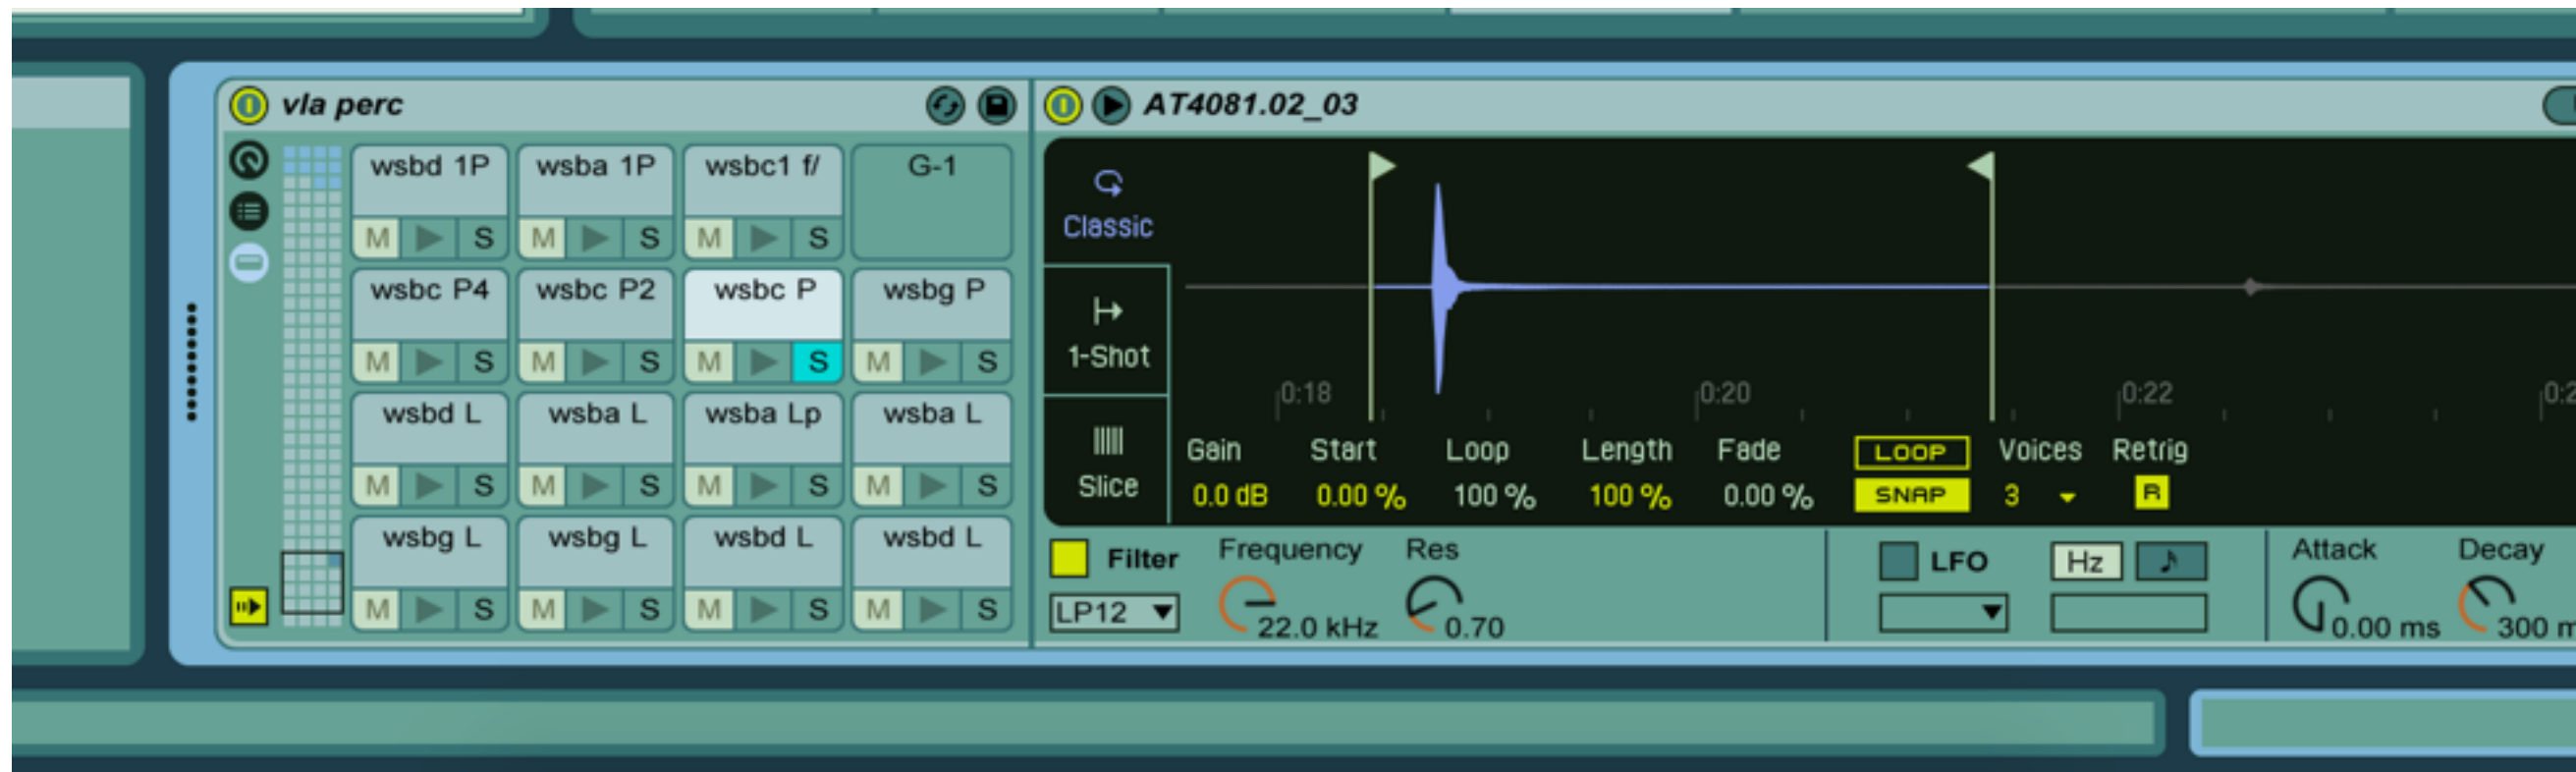 vla perc
AT4081.02_03
wsbd 1P wsba 1P wsbc1 f/ G-1
M S M S M S
wsbc P4 wsbc P2 wsbc P wsbg P
M S M S M S M S
wsbd L wsba L wsba Lp wsba L
M S M S M S M S
wsbg L wsbg L wsbd L wsbd L
M S M S M S M S
Classic
1-Shot
Slice
0:18 0:20 0:22
Gain Start Loop Length Fade LOOP Voices Retrig
0.0 dB 0.00 % 100 % 100 % 0.00 % SNAP 3 R
Filter Frequency Res LFO Hz Attack Decay
LP12 22.0 kHz 0.70 0.00 ms 300 m